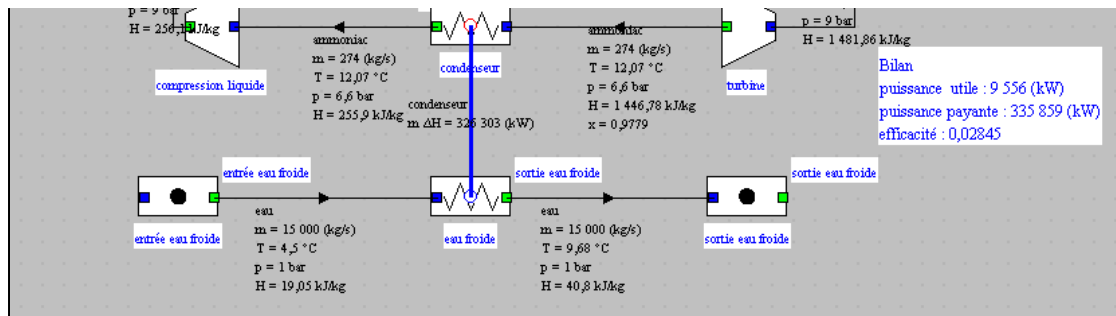 p = 9 bar
H = 256,1 kJ/kg
p = 9 bar
H = 1 481,86 kJ/kg
ammoniac
m = 274 (kg/s)
T = 12,07 °C
p = 6,6 bar
H = 255,9 kJ/kg
condenseur
ammoniac
m = 274 (kg/s)
T = 12,07 °C
p = 6,6 bar
H = 1 446,78 kJ/kg
x = 0,9779
compression liquide
turbine
Bilan
puissance utile : 9 556 (kW)
puissance payante : 335 859 (kW)
efficacité : 0,02845
condenseur
m ΔH = 326 303 (kW)
entrée eau froide
sortie eau froide
sortie eau froide
entrée eau froide
eau
m = 15 000 (kg/s)
T = 4,5 °C
p = 1 bar
H = 19,05 kJ/kg
eau froide
eau
m = 15 000 (kg/s)
T = 9,68 °C
p = 1 bar
H = 40,8 kJ/kg
sortie eau froide